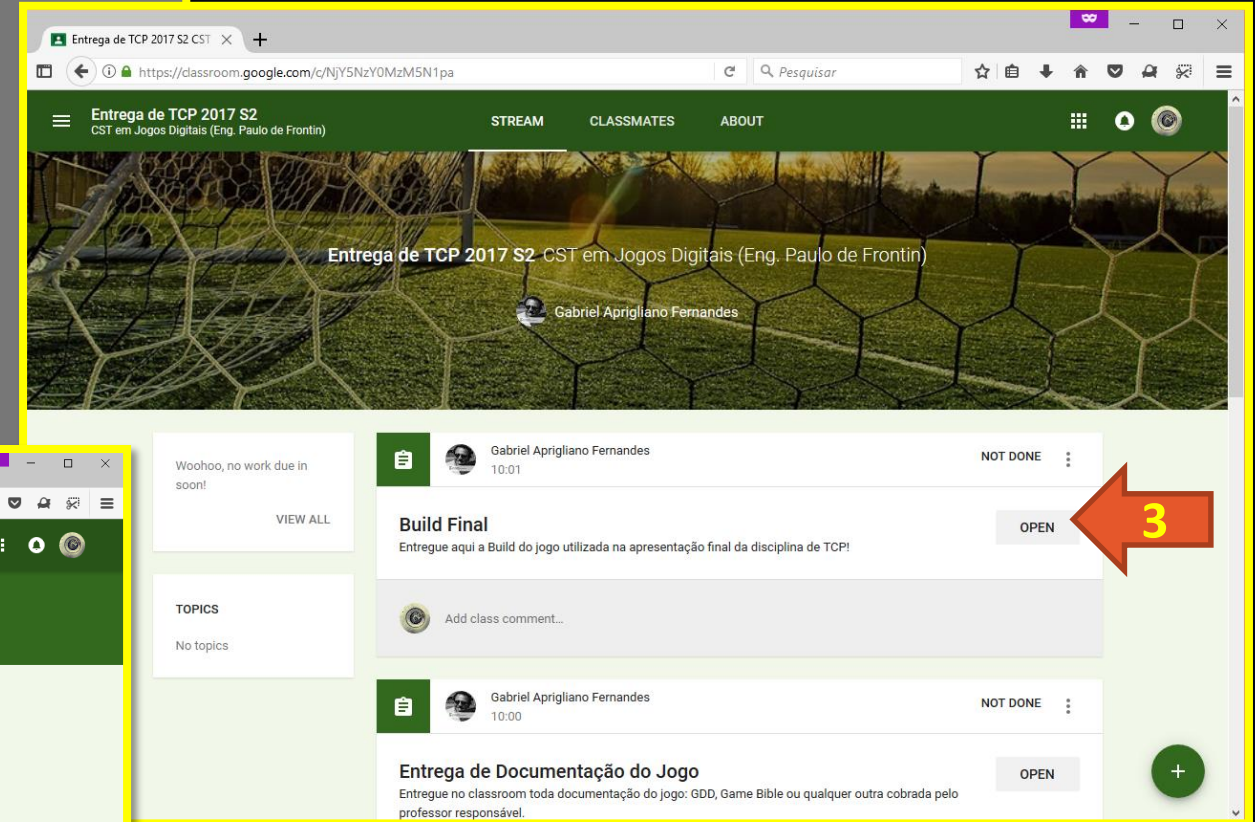 Entrega de TCP 2017 S2 CST
https://classroom.google.com/c/NjY5NzY0MzM5N1pa
Pesquisar
Entrega de TCP 2017 S2
CST em Jogos Digitais (Eng. Paulo de Frontin)
STREAM CLASSMATES ABOUT
Entrega de TCP 2017 S2 CST em Jogos Digitais (Eng. Paulo de Frontin)
Gabriel Aprigliano Fernandes
Woohoo, no work due in
soon!
VIEW ALL
TOPICS
No topics
Gabriel Aprigliano Fernandes
10:01
NOT DONE
Build Final
OPEN
3
Entregue aqui a Build do jogo utilizada na apresentação final da disciplina de TCP!
Add class comment...
Gabriel Aprigliano Fernandes
10:00
NOT DONE
Entrega de Documentação do Jogo
OPEN
Entregue no classroom toda documentação do jogo: GDD, Game Bible ou qualquer outra cobrada pelo
professor responsável.